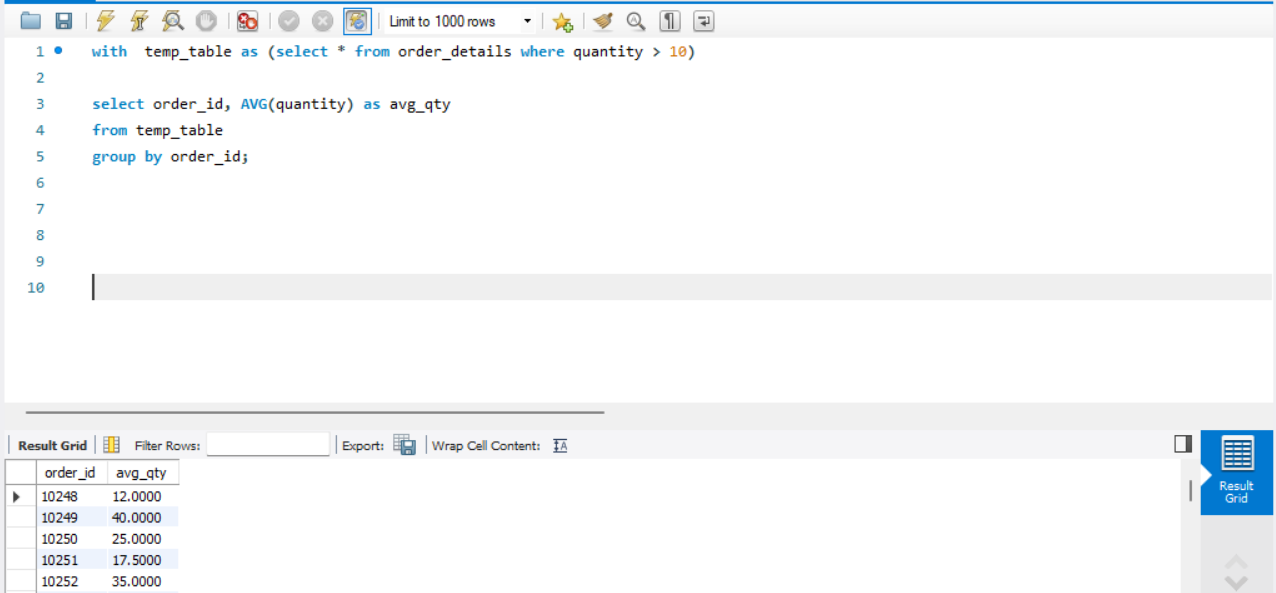 Limit to 1000 rows
1 with temp_table as (select * from order_details where quantity > 10)
2
3 select order_id, AVG(quantity) as avg_qty
4 from temp_table
5 group by order_id;
6
7
8
9
10
Result Grid Filter Rows: Export: Wrap Cell Content: IA
Result
Grid
order_id avg_qty
10248 12.0000
10249 40.0000
10250 25.0000
10251 17.5000
10252 35.0000